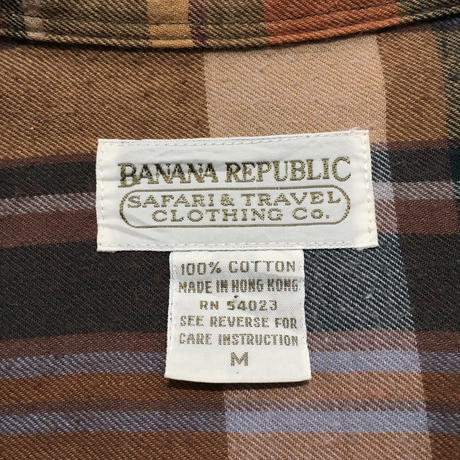 BANANA REPUBLIC
SAFARI & TRAVEL
CLOTHING Co.
100% COTTON
MADE IN HONG KONG
RN 54023
SEE REVERSE FOR
CARE INSTRUCTION
M